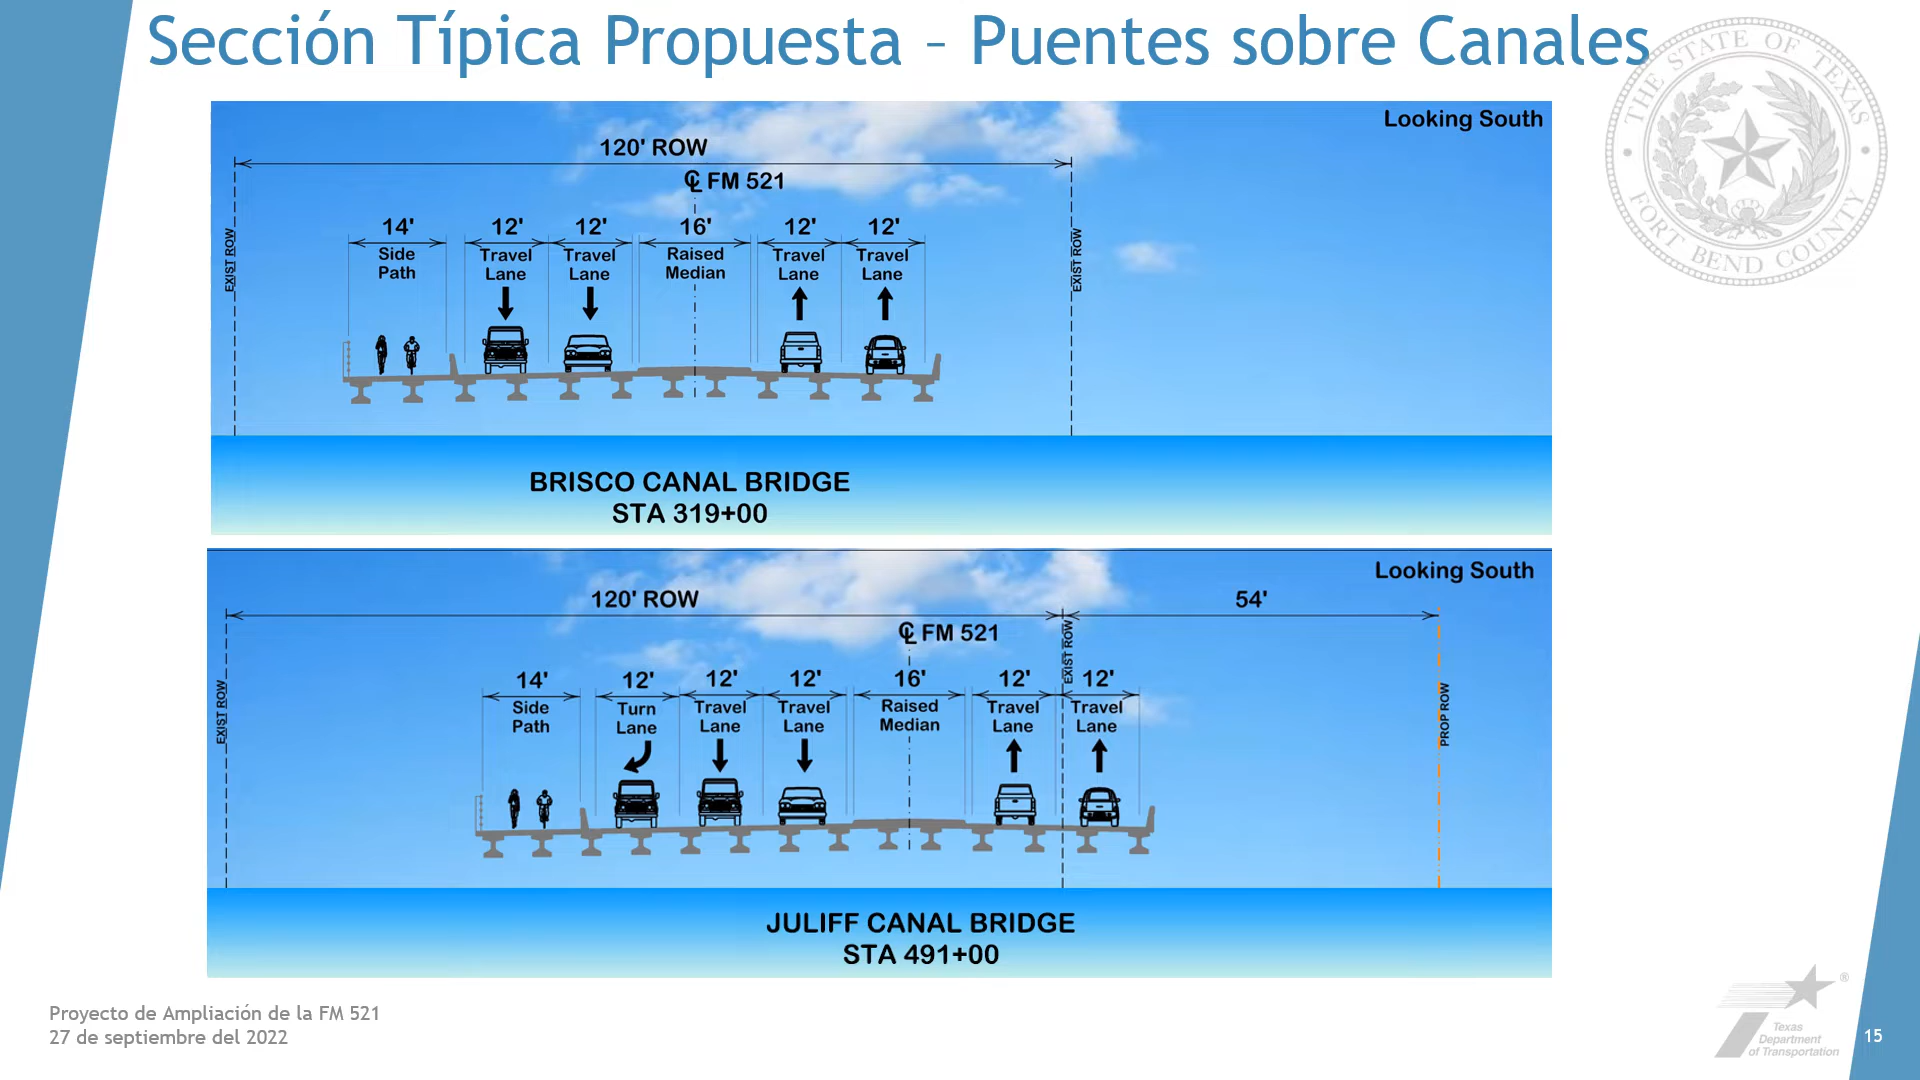 Sección Típica Propuesta – Puentes sobre Canales
THE STATE OF TEXAS
FORT BEND COUNTY
Looking South
120' ROW
℄ FM 521
EXIST ROW
14'
Side
Path
12'
Travel
Lane
12'
Travel
Lane
16'
Raised
Median
12'
Travel
Lane
12'
Travel
Lane
EXIST ROW
BRISCO CANAL BRIDGE
STA 319+00
Looking South
120' ROW
54'
℄ FM 521
EXIST ROW
14'
Side
Path
12'
Turn
Lane
12'
Travel
Lane
12'
Travel
Lane
16'
Raised
Median
12'
Travel
Lane
EXIST ROW
12'
Travel
Lane
PROP ROW
JULIFF CANAL BRIDGE
STA 491+00
Proyecto de Ampliación de la FM 521
27 de septiembre del 2022
®
Texas
Department
of Transportation
15